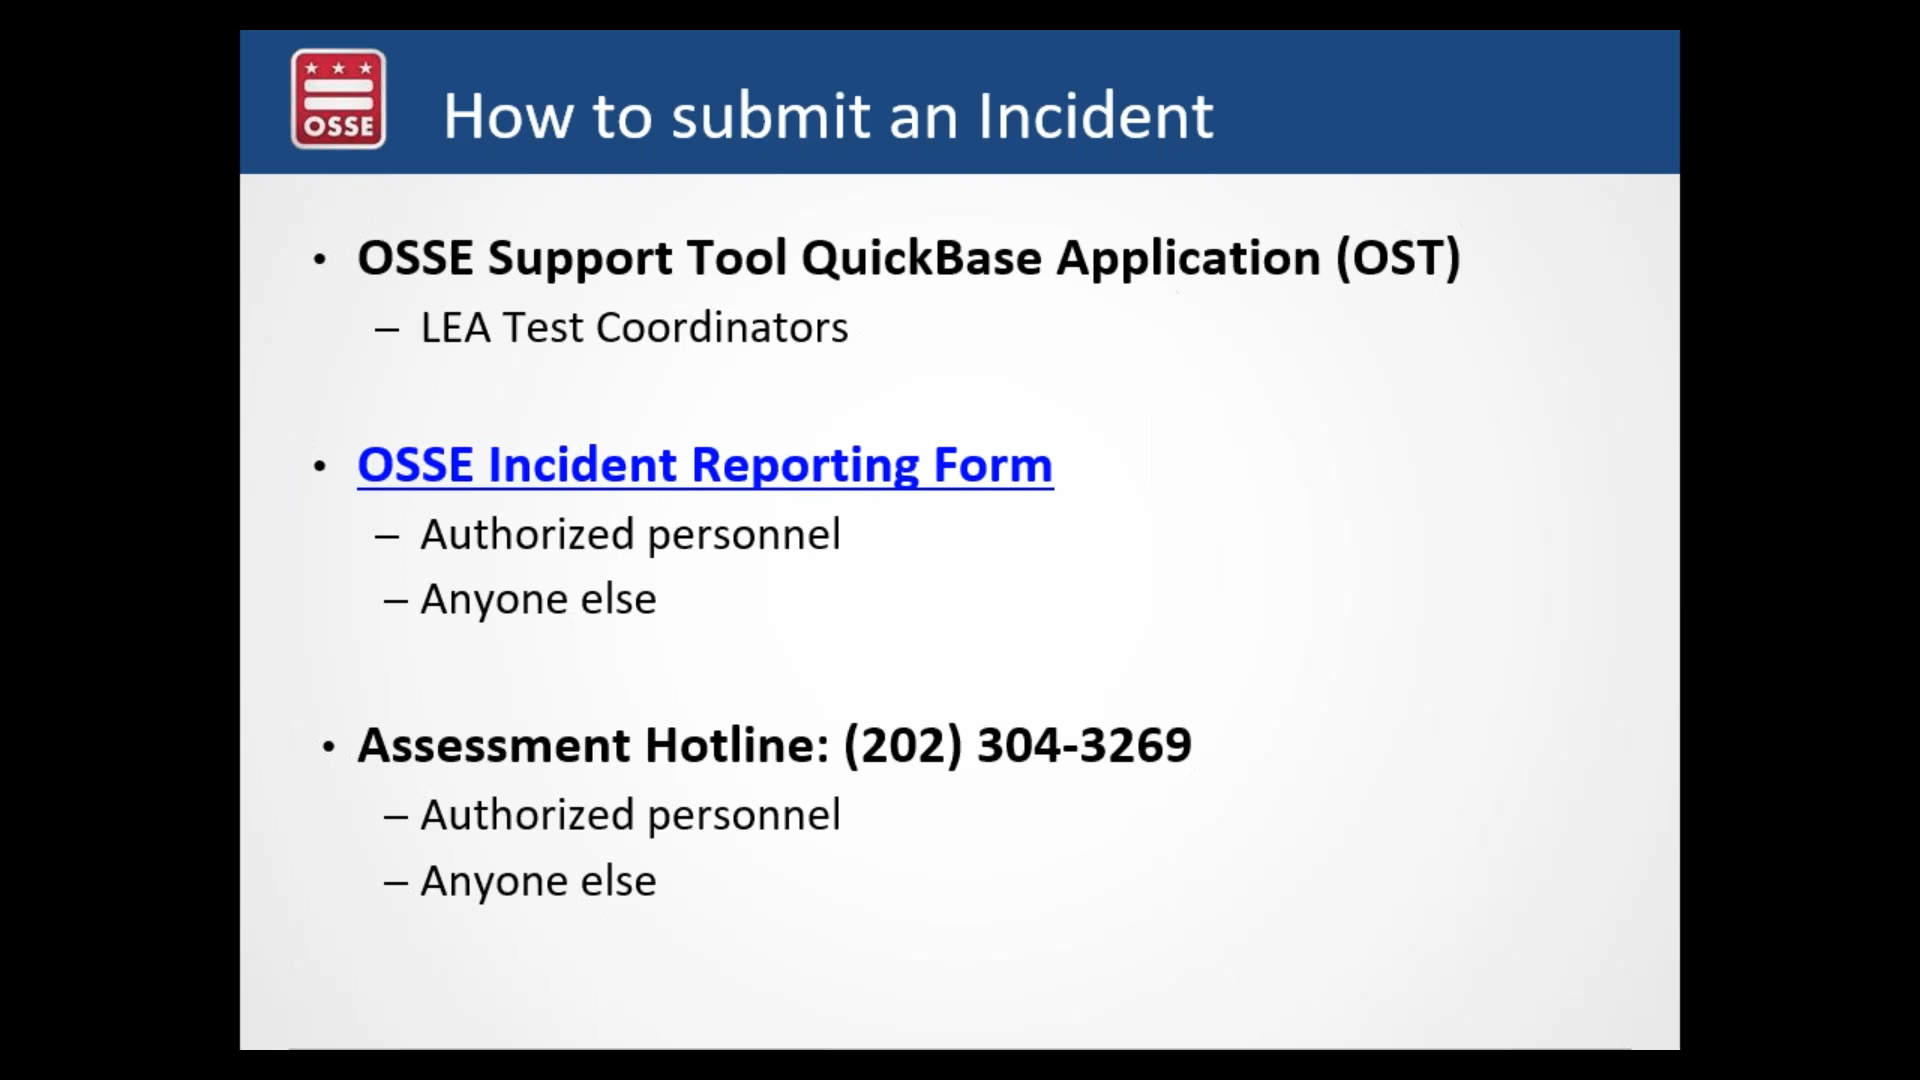 OSSE
How to submit an Incident
• OSSE Support Tool QuickBase Application (OST)
– LEA Test Coordinators
• OSSE Incident Reporting Form
– Authorized personnel
– Anyone else
• Assessment Hotline: (202) 304-3269
– Authorized personnel
– Anyone else